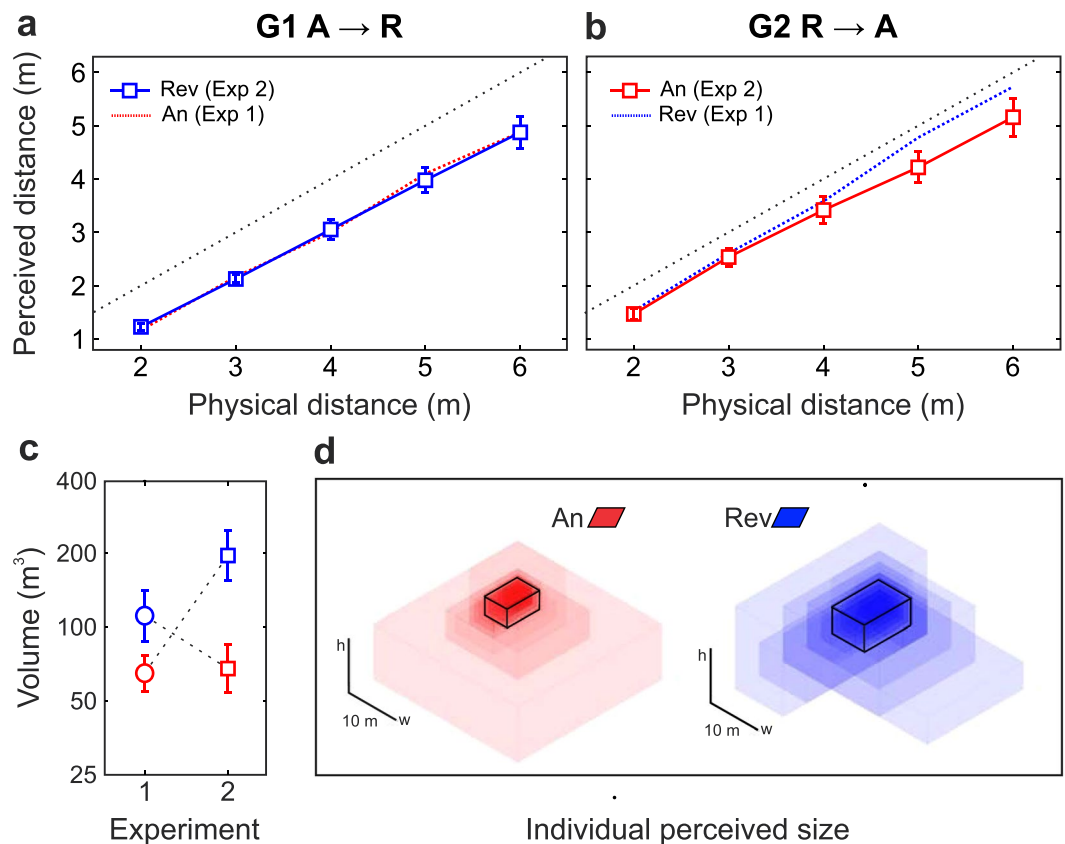 a
G1 A → R
b
G2 R → A
Perceived distance (m)
6
5
4
3
2
1
Rev (Exp 2)
An (Exp 1)
An (Exp 2)
Rev (Exp 1)
2 3 4 5 6
2 3 4 5 6
Physical distance (m)
Physical distance (m)
c
Volume (m³)
400
200
100
50
25
1 2
Experiment
d
An
Rev
h
10 m
w
h
10 m
w
Individual perceived size